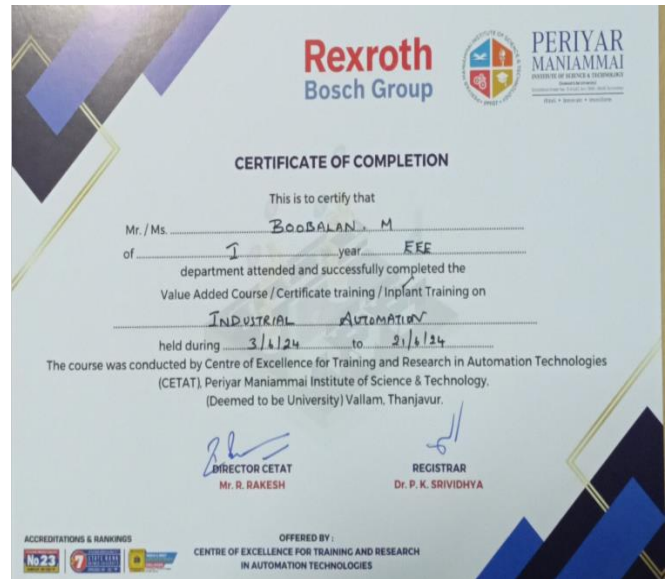 Rexroth
Bosch Group
PERIYAR
MANIAMMAI
INSTITUTE OF SCIENCE & TECHNOLOGY
CERTIFICATE OF COMPLETION
This is to certify that
Mr. / Ms. BOOBALAN. M
of I year EEE
department attended and successfully completed the
Value Added Course / Certificate training / Inplant Training on
INDUSTRIAL AUTOMATION
held during 3/6/24 to 21/6/24
The course was conducted by Centre of Excellence for Training and Research in Automation Technologies
(CETAT), Periyar Maniammai Institute of Science & Technology,
(Deemed to be University) Vallam, Thanjavur.
DIRECTOR CETAT
Mr. R. RAKESH
REGISTRAR
Dr. P. K. SRIVIDHYA
ACCREDITATIONS & RANKINGS
No 23
7
OFFERED BY :
CENTRE OF EXCELLENCE FOR TRAINING AND RESEARCH
IN AUTOMATION TECHNOLOGIES